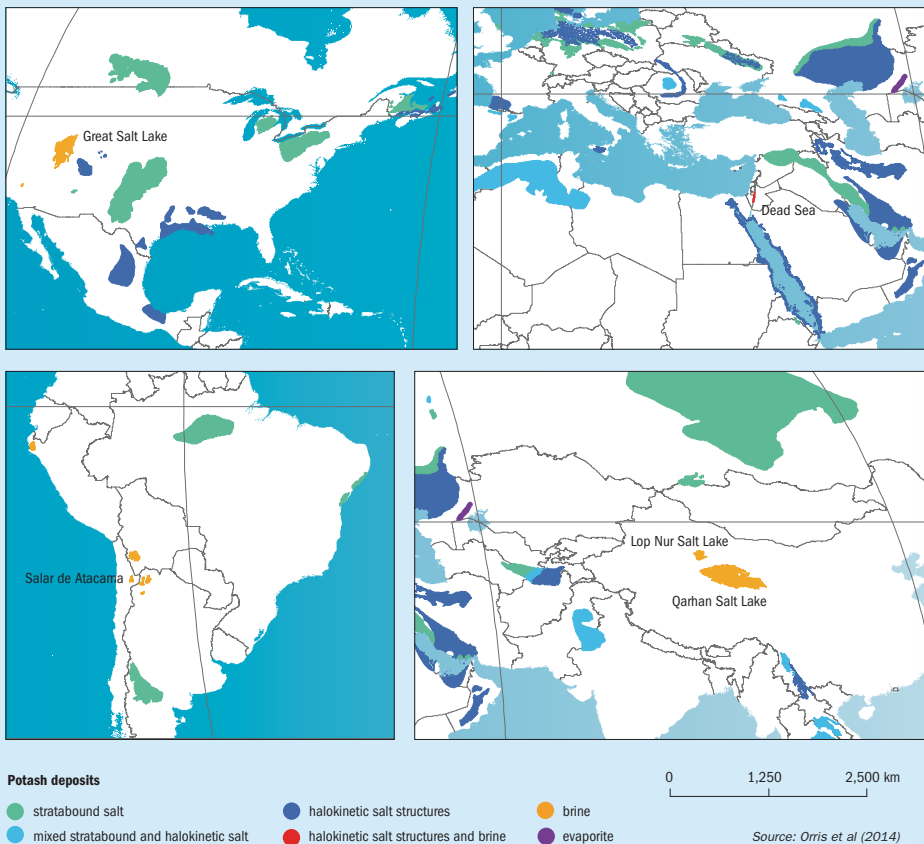 Great Salt Lake
Dead Sea
Salar de Atacama
Lop Nur Salt Lake
Qarhan Salt Lake
Potash deposits
0 1,250 2,500 km
stratabound salt
halokinetic salt structures
brine
mixed stratabound and halokinetic salt
halokinetic salt structures and brine
evaporite
Source: Orris et al (2014)